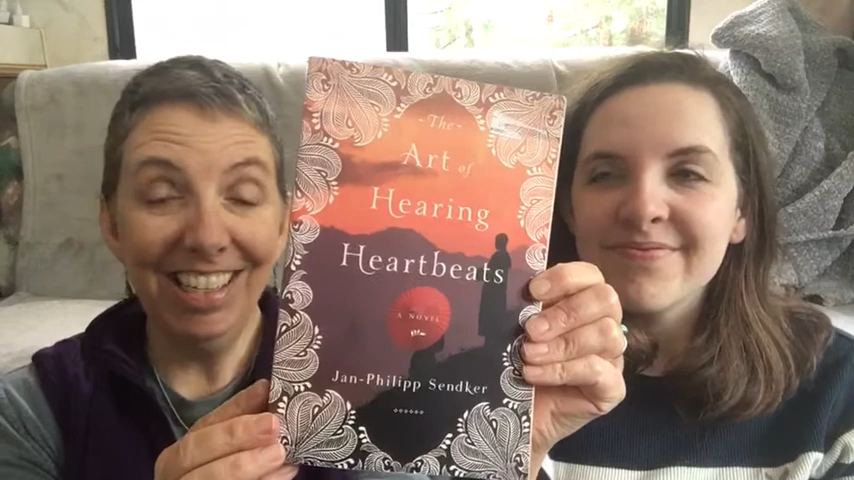 The
Art of
Hearing
Heartbeats
A NOVEL
Jan-Philipp Sendker